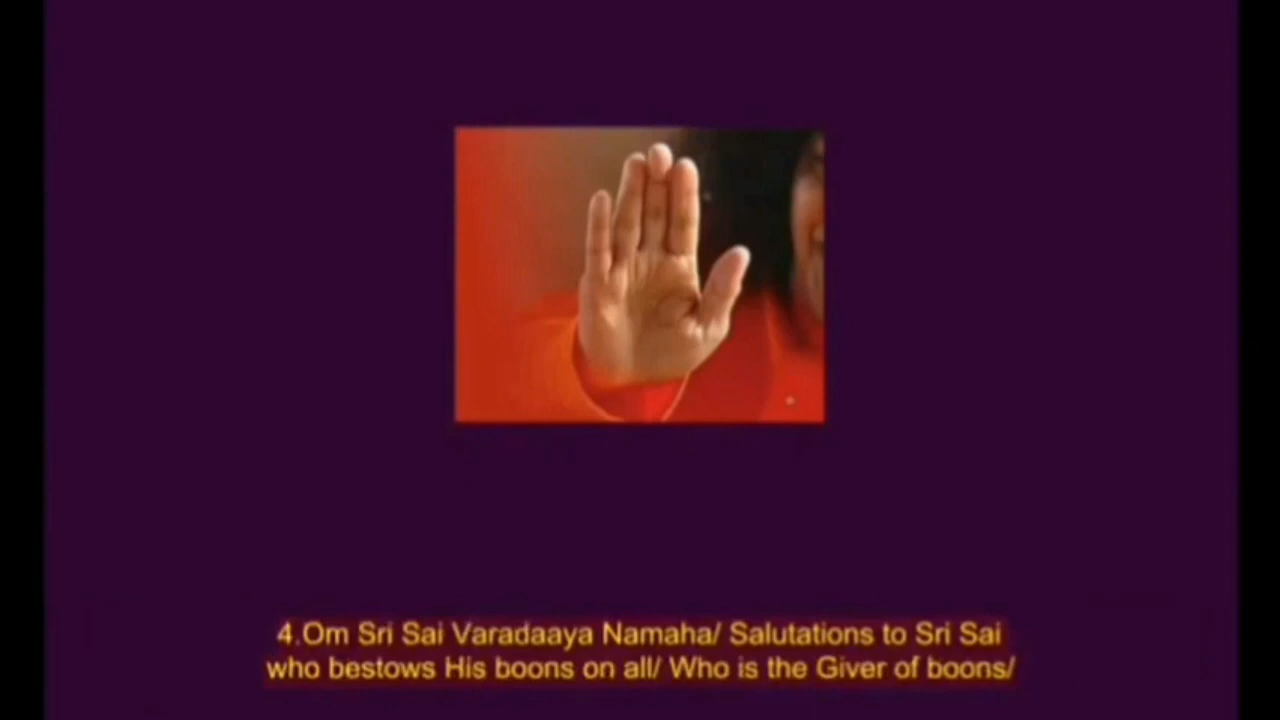 4.Om Sri Sai Varadaaya Namaha/ Salutations to Sri Sai
who bestows His boons on all/ Who is the Giver of boons/